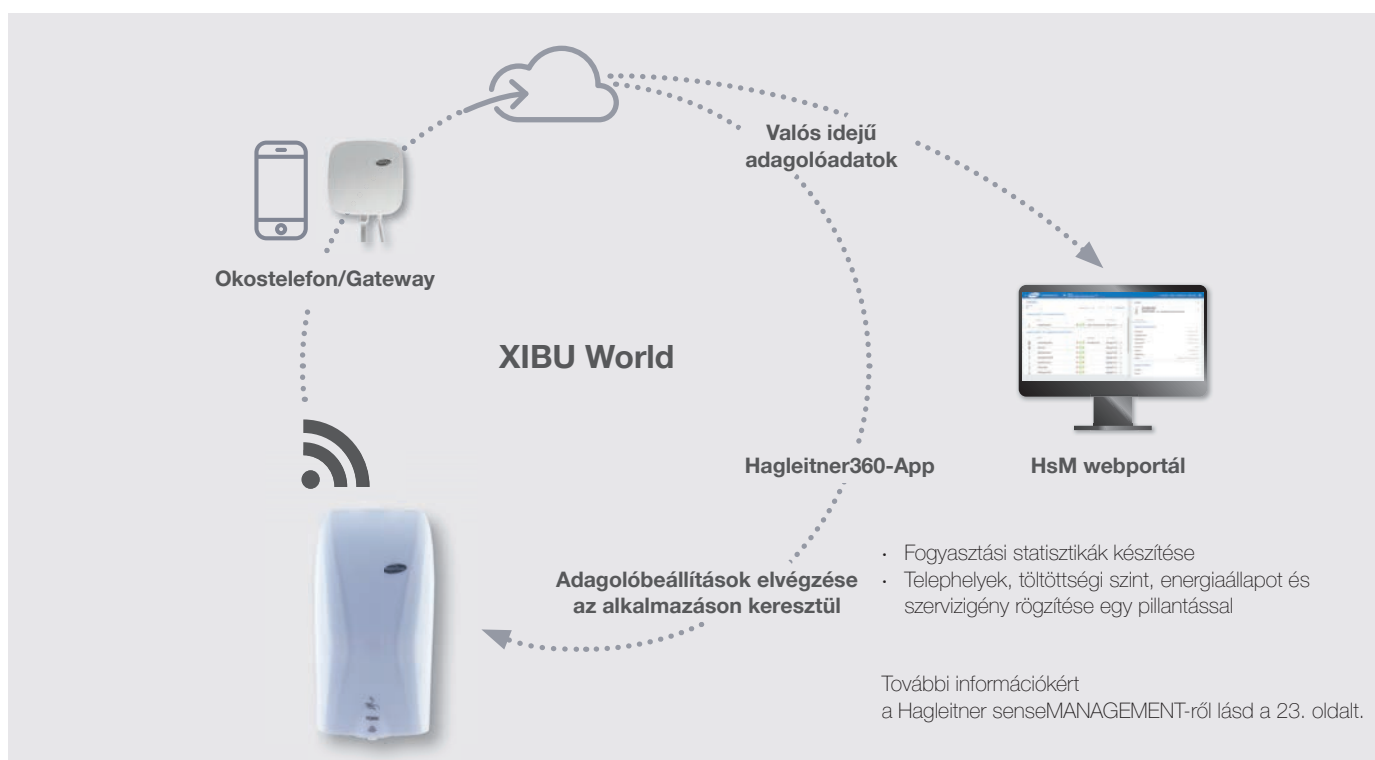 Valós idejű
adagolóadatok
Okostelefon/Gateway
XIBU World
Hagleitner360-App
HsM webportál
Adagolóbeállítások elvégzése
az alkalmazáson keresztül
· Fogyasztási statisztikák készítése
· Telephelyek, töltöttségi szint, energiaállapot és
szervizigény rögzítése egy pillantással
További információkért
a Hagleitner senseMANAGEMENT-ről lásd a 23. oldalt.